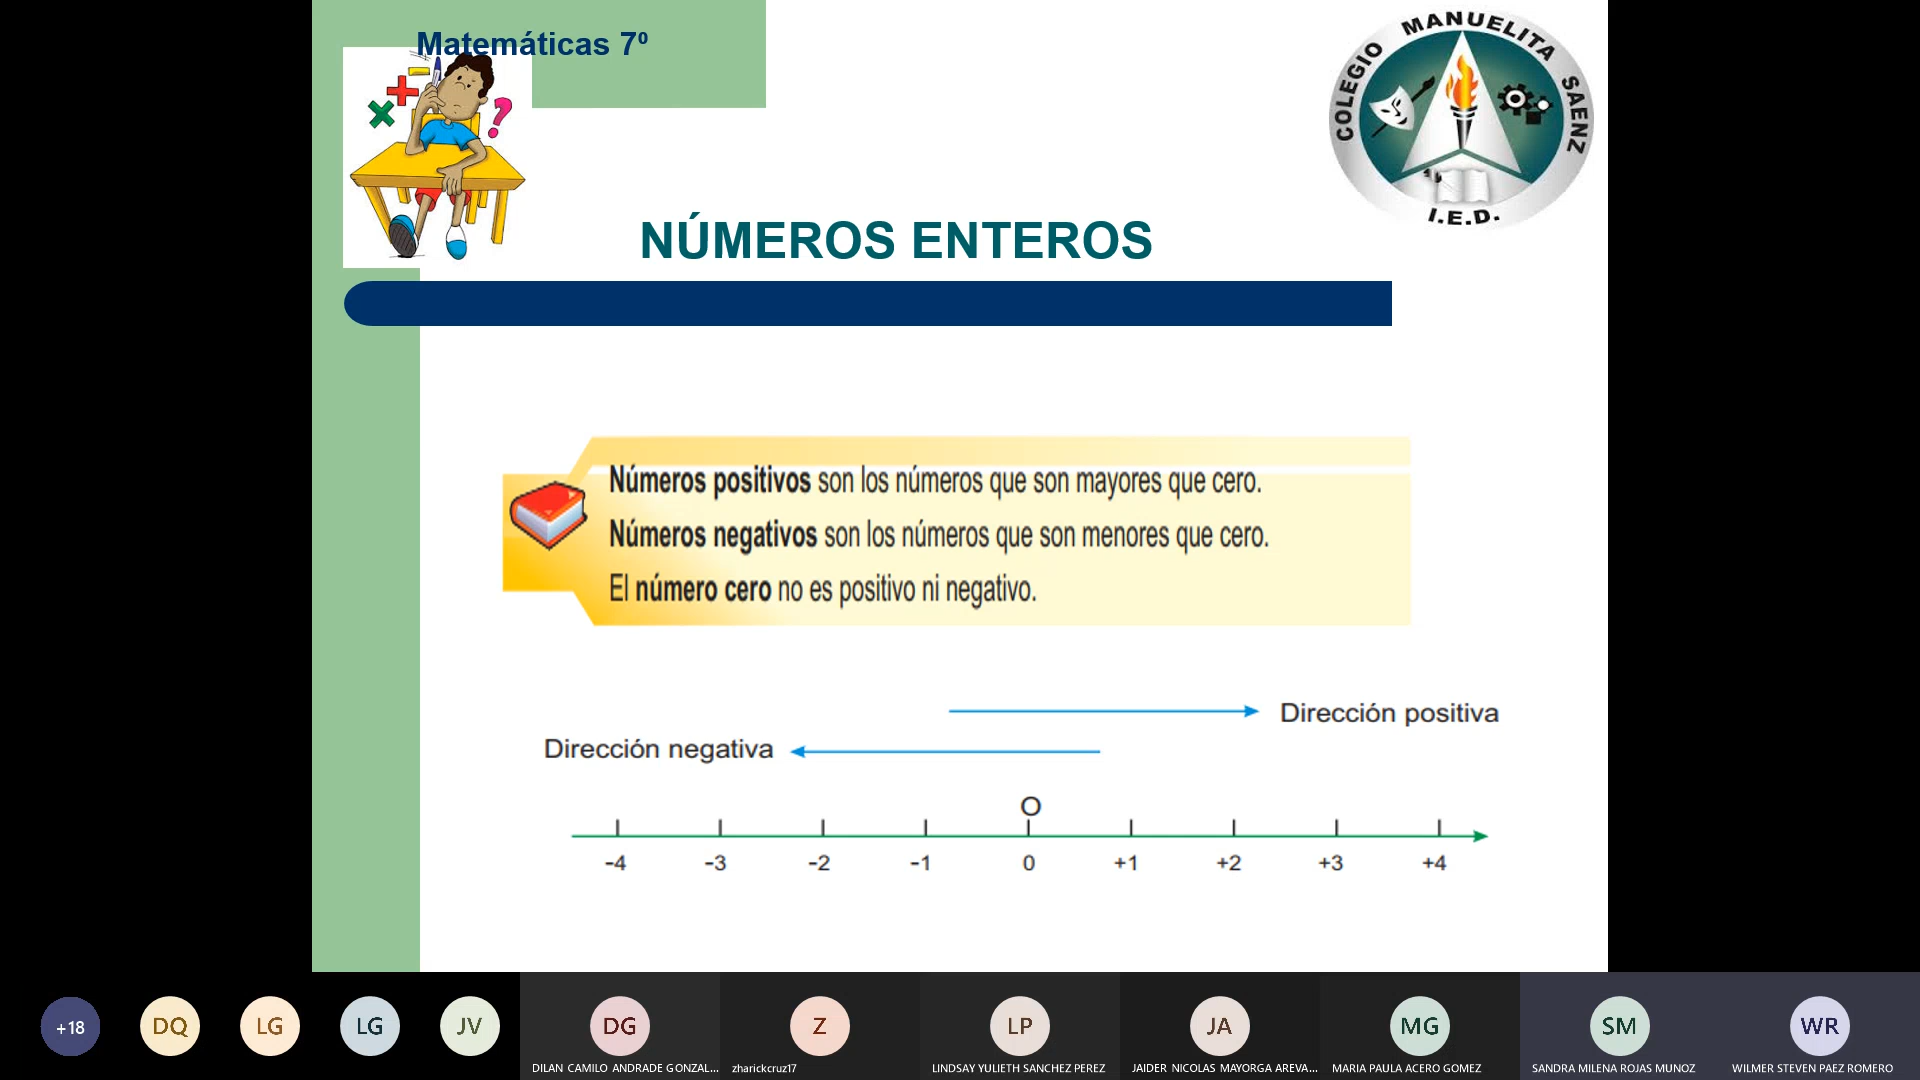 Matemáticas 7º
COLEGIO MANUELITA SAENZ
I.E.D.
NÚMEROS ENTEROS
Números positivos son los números que son mayores que cero.
Números negativos son los números que son menores que cero.
El número cero no es positivo ni negativo.
Dirección positiva
Dirección negativa
O
-4 -3 -2 -1 0 +1 +2 +3 +4
+18 DQ LG LG JV DG Z LP JA MG SM WR
DILAN CAMILO ANDRADE GONZAL... zharickcruz17 LINDSAY YULIETH SANCHEZ PEREZ JAIDER NICOLAS MAYORGA AREVA... MARIA PAULA ACERO GOMEZ SANDRA MILENA ROJAS MUNOZ WILMER STEVEN PAEZ ROMERO